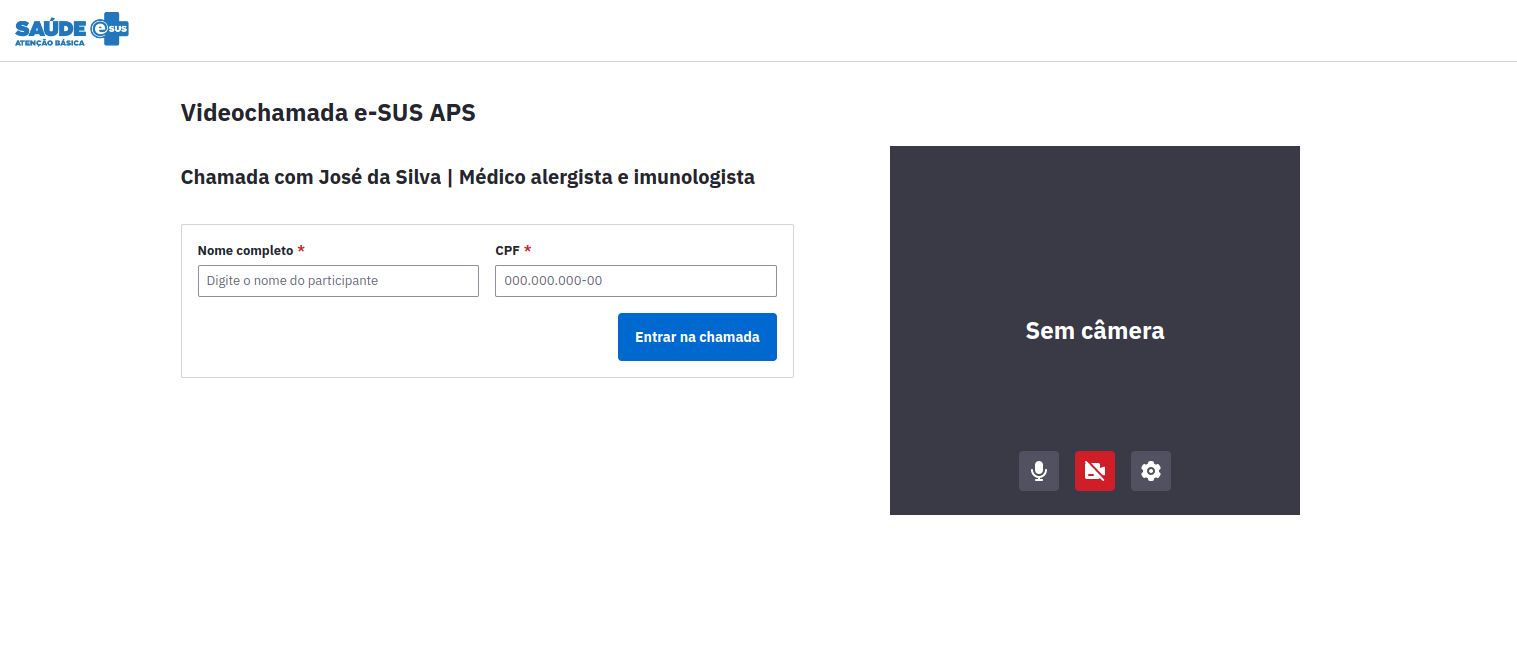 SAÚDE e SUS
ATENÇÃO BÁSICA
Videochamada e-SUS APS
Chamada com José da Silva | Médico alergista e imunologista
Nome completo *
Digite o nome do participante
CPF *
000.000.000-00
Entrar na chamada
Sem câmera